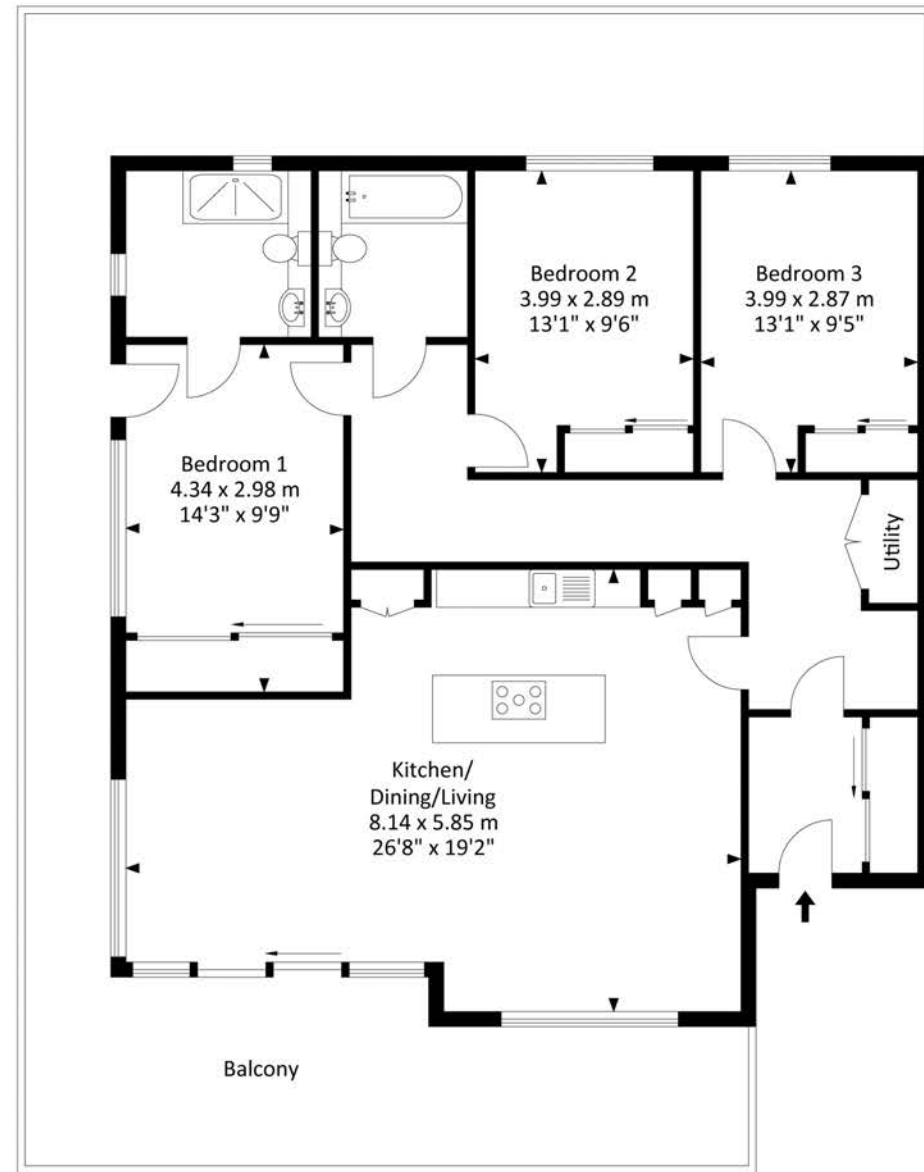 Bedroom 2
3.99 x 2.89 m
13'1" x 9'6"
Bedroom 3
3.99 x 2.87 m
13'1" x 9'5"
Bedroom 1
4.34 x 2.98 m
14'3" x 9'9"
Utility
Kitchen/
Dining/Living
8.14 x 5.85 m
26'8" x 19'2"
Balcony